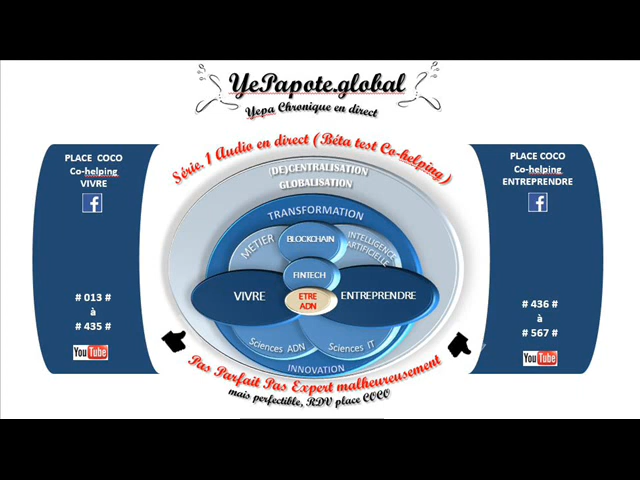 YePapote.global
Yepa Chronique en direct
Série, 1 Audio en direct ( Béta test Co-helping)
PLACE COCO
Co-helping
VIVRE
f
# 013 #
à
# 435 #
YouTube
(DE)CENTRALISATION
GLOBALISATION
TRANSFORMATION
METIER
BLOCKCHAIN
INTELLIGENCE
ARTIFICIELLE
FINTECH
VIVRE
ETRE
ADN
ENTREPRENDRE
Sciences ADN
Sciences IT
INNOVATION
PLACE COCO
Co-helping
ENTREPRENDRE
f
# 436 #
à
# 567 #
YouTube
Pas Parfait Pas Expert malheureusement
mais perfectible, RDV place COCO